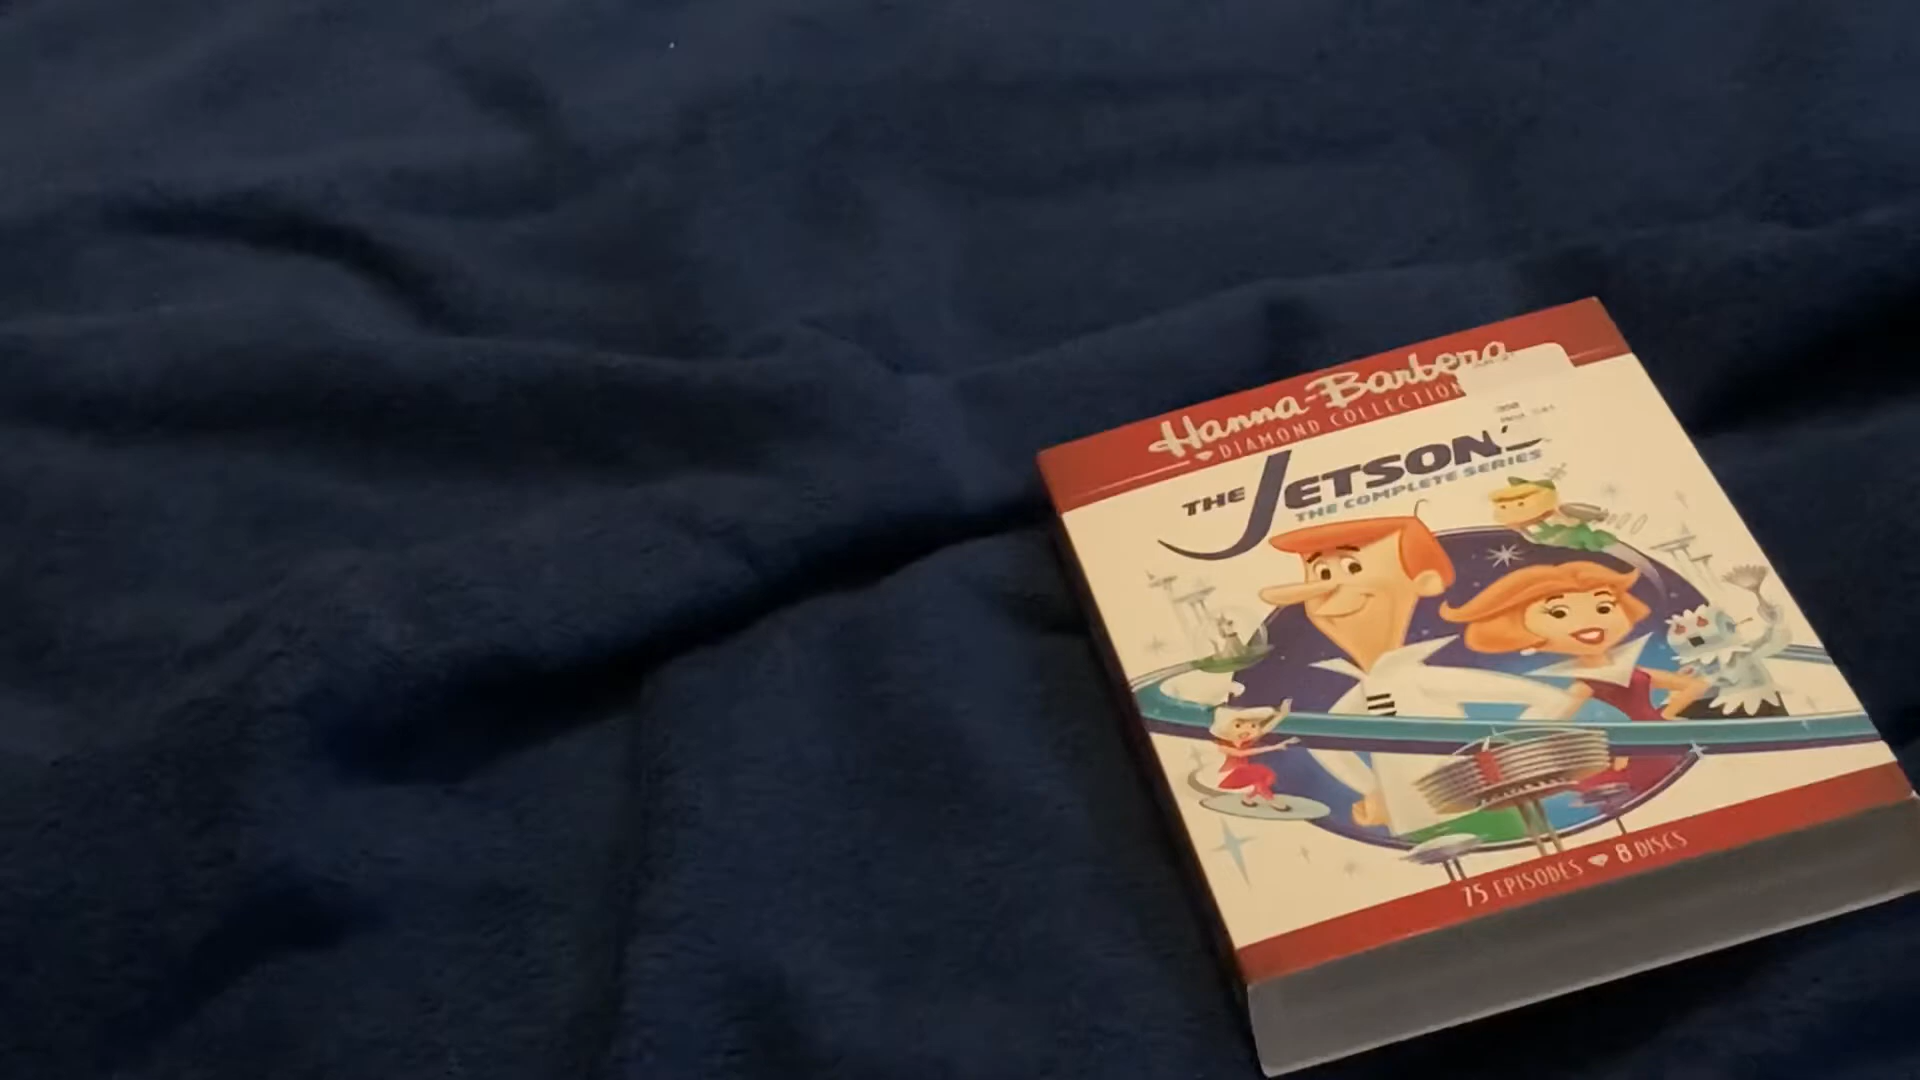 Hanna-Barbera
DIAMOND COLLECTION
THE JETSONS
THE COMPLETE SERIES
75 EPISODES 8 DISCS